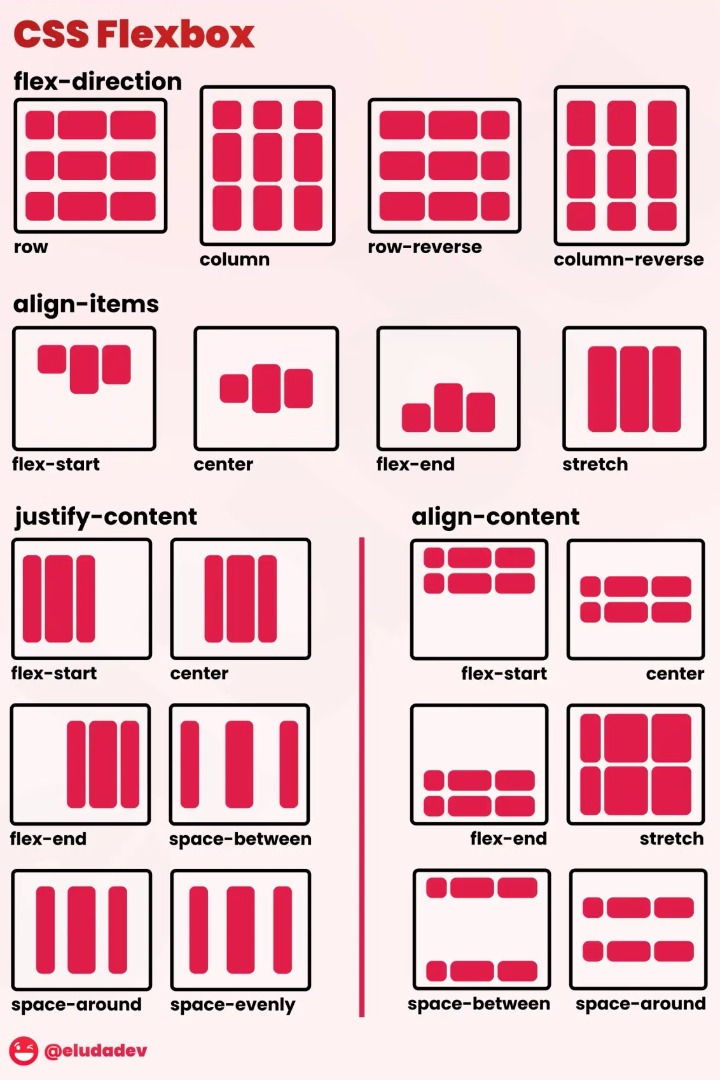 CSS Flexbox
flex-direction
row
column
row-reverse
column-reverse
align-items
flex-start
center
flex-end
stretch
justify-content
flex-start
center
flex-end
space-between
space-around
space-evenly
align-content
flex-start
center
flex-end
stretch
space-between
space-around
@eludadev